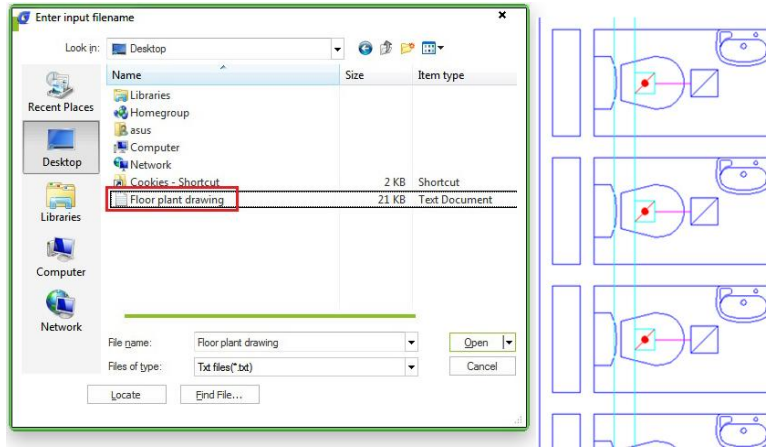 Enter input filename
Look in: Desktop
Name Size Item type
Recent Places
Desktop
Libraries
Computer
Network
Libraries
Homegroup
asus
Computer
Network
Cookies - Shortcut 2 KB Shortcut
Floor plant drawing 21 KB Text Document
File name: Floor plant drawing Open
Files of type: Txt files(*.txt) Cancel
Locate Find File...